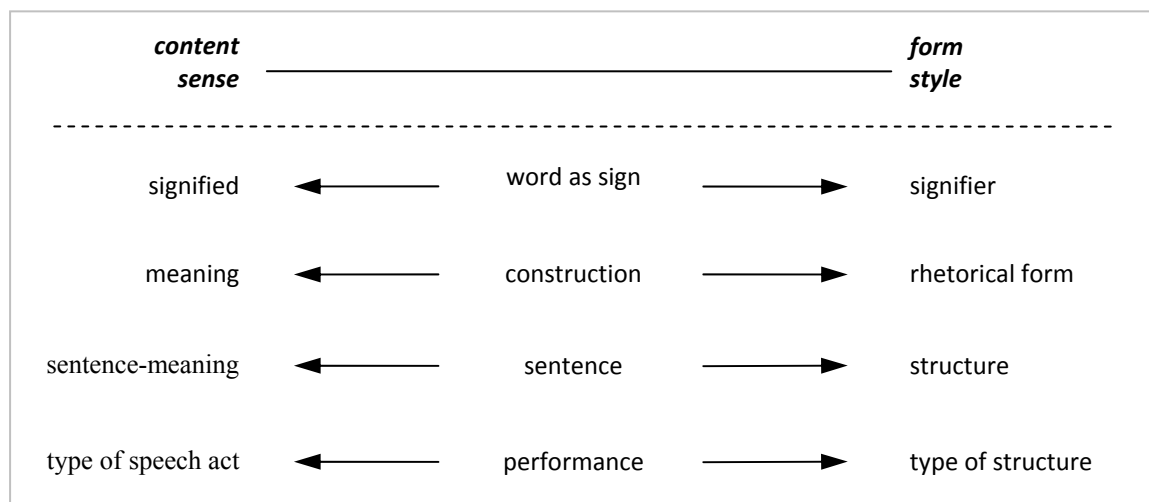 content form
sense style
signified word as sign signifier
meaning construction rhetorical form
sentence-meaning sentence structure
type of speech act performance type of structure